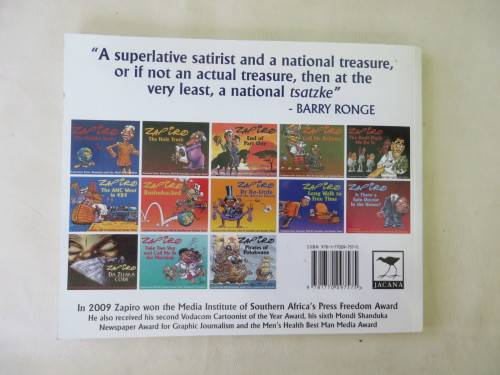 “A superlative satirist and a national treasure,
or if not an actual treasure, then at the
very least, a national tsatzke”
- BARRY RONGE
ZAPIRO
ZAPIRO
The Hole Truth
ZAPIRO
End of
Part One
ZAPIRO
ZAPIRO
The Devil Made
Me Do It
ZAPIRO
The ANC Went
in 4X4
ZAPIRO
Bushwhacked
ZAPIRO
Dr Do-Little
ZAPIRO
Long Walk to
Free Time
ZAPIRO
Is There a
Spin Doctor
In the House?
ZAPIRO
DA ZUMA
CODE
ZAPIRO
Take Two Veg
and Call Me in
the Morning
ZAPIRO
Pirates of
Polokwane
JACANA
In 2009 Zapiro won the Media Institute of Southern Africa's Press Freedom Award
He also received his second Vodacom Cartoonist of the Year Award, his sixth Mondi Shanduka
Newspaper Award for Graphic Journalism and the Men's Health Best Man Media Award